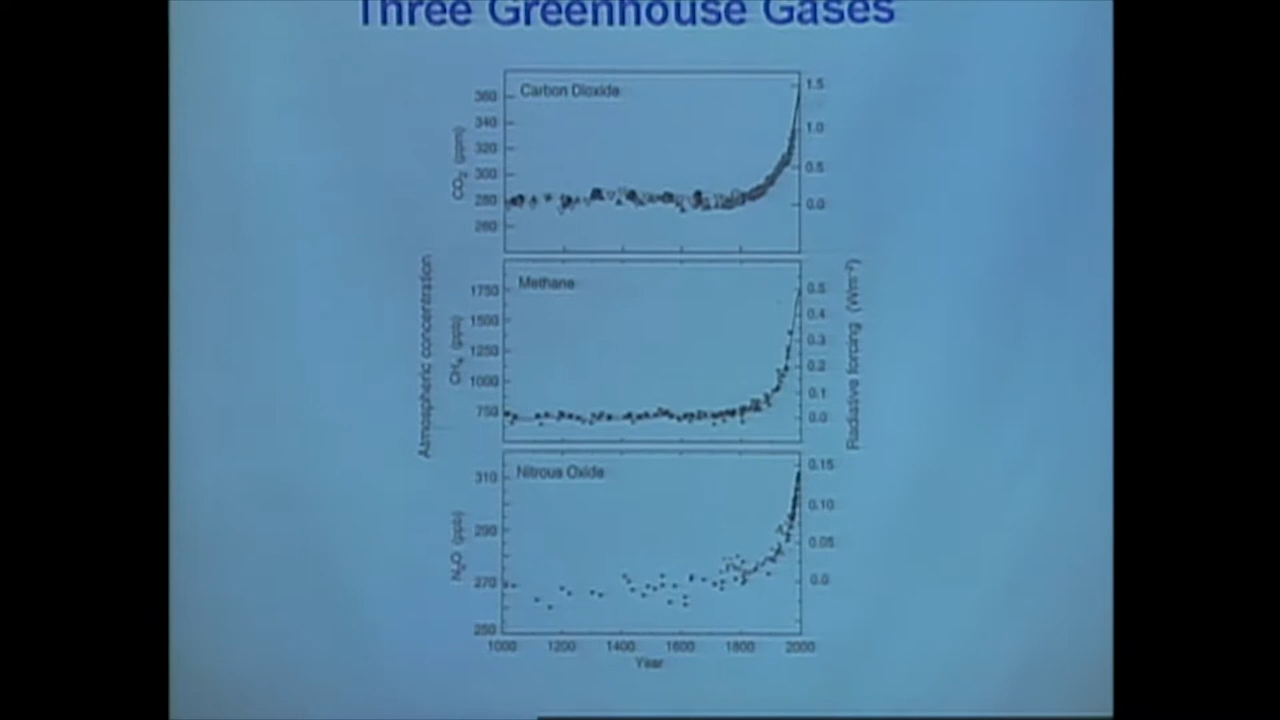 Three Greenhouse Gases
Carbon Dioxide
360
340
320
300
280
260
CO₂ (ppm)
1.5
1.0
0.5
0.0
Methane
1750
1500
1250
1000
750
CH₄ (ppb)
0.5
0.4
0.3
0.2
0.1
0.0
Atmospheric concentration
Radiative forcing (Wm⁻²)
Nitrous Oxide
310
290
270
250
N₂O (ppb)
0.15
0.10
0.05
0.0
1000 1200 1400 1600 1800 2000
Year